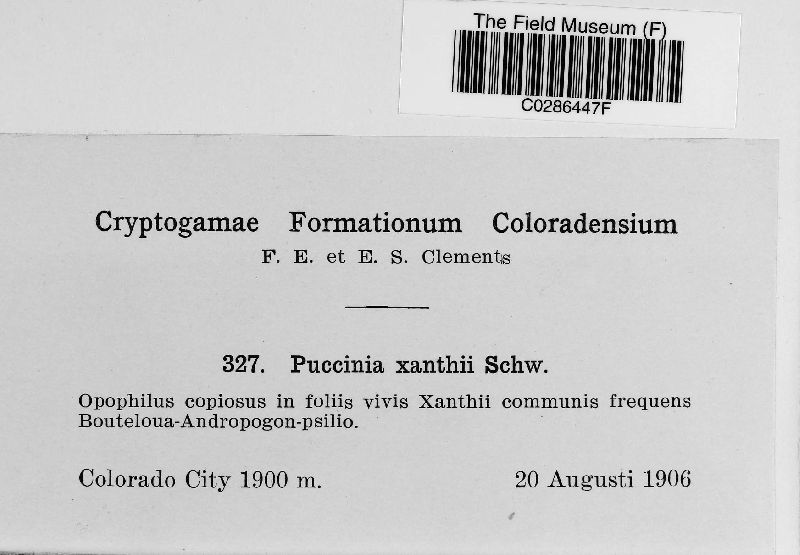 The Field Museum (F)
C0286447F
Cryptogamae Formationum Coloradensium
F. E. et E. S. Clements
327. Puccinia xanthii Schw.
Opophilus copiosus in foliis vivis Xanthii communis frequens
Bouteloua-Andropogon-psilio.
Colorado City 1900 m. 20 Augusti 1906